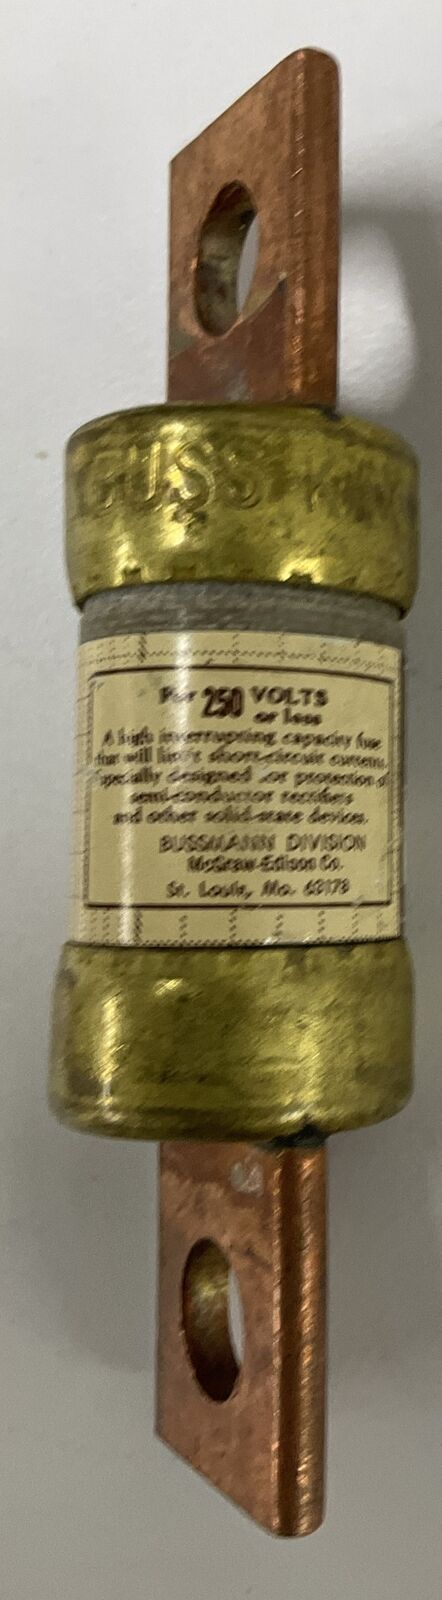 BUSS
For 250 VOLTS
or less
A high interrupting capacity fuse
that will limit short-circuit current.
Specially designed for protection of
semi-conductor rectifiers
and other solid-state devices.
BUSSMANN DIVISION
McGraw-Edison Co.
St. Louis, Mo. 63178